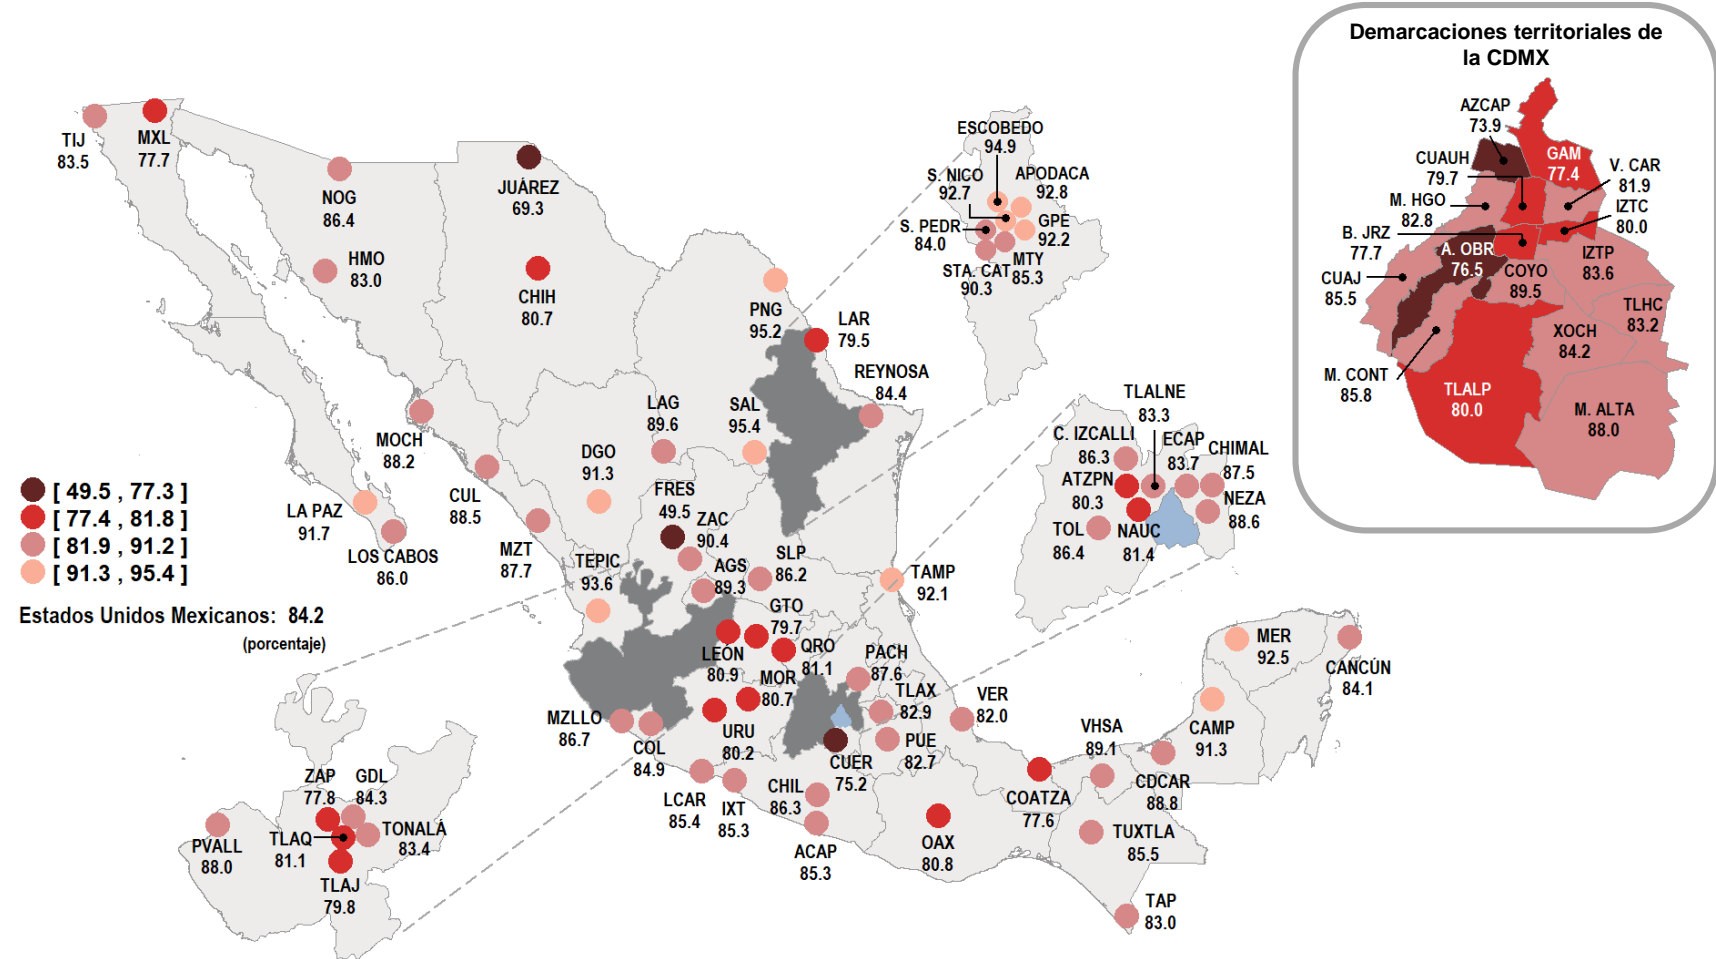 Demarcaciones territoriales de
la CDMX
AZCAP
73.9
CUAUH
79.7
GAM
77.4
V. CAR
81.9
M. HGO
82.8
IZTC
80.0
B. JRZ
77.7
A. OBR
76.5
IZTP
83.6
CUAJ
85.5
COYO
89.5
TLHC
83.2
XOCH
84.2
M. CONT
85.8
TLALP
80.0
M. ALTA
88.0
TIJ
83.5
MXL
77.7
NOG
86.4
HMO
83.0
JUÁREZ
69.3
CHIH
80.7
ESCOBEDO
94.9
S. NICO
92.7
APODACA
92.8
S. PEDR
84.0
GPE
92.2
STA. CAT
90.3
MTY
85.3
PNG
95.2
LAR
79.5
REYNOSA
84.4
LAG
89.6
SAL
95.4
MOCH
88.2
DGO
91.3
CUL
88.5
FRES
49.5
ZAC
90.4
LA PAZ
91.7
LOS CABOS
86.0
MZT
87.7
TEPIC
93.6
AGS
89.3
SLP
86.2
TAMP
92.1
TLALNE
83.3
C. IZCALLI
86.3
ECAP
83.7
CHIMAL
87.5
ATZPN
80.3
NEZA
88.6
TOL
86.4
NAUC
81.4
[ 49.5 , 77.3 ]
[ 77.4 , 81.8 ]
[ 81.9 , 91.2 ]
[ 91.3 , 95.4 ]
Estados Unidos Mexicanos: 84.2
(porcentaje)
GTO
79.7
LEÓN
80.9
QRO
81.1
MOR
80.7
PACH
87.6
TLAX
82.9
VER
82.0
MZLLO
86.7
COL
84.9
URU
80.2
CUER
75.2
PUE
82.7
LCAR
85.4
IXT
85.3
CHIL
86.3
ACAP
85.3
OAX
80.8
COATZA
77.6
VHSA
89.1
CDCAR
88.8
TUXTLA
85.5
TAP
83.0
MER
92.5
CANCÚN
84.1
CAMP
91.3
ZAP
77.8
GDL
84.3
PVALL
88.0
TLAQ
81.1
TONALÁ
83.4
TLAJ
79.8